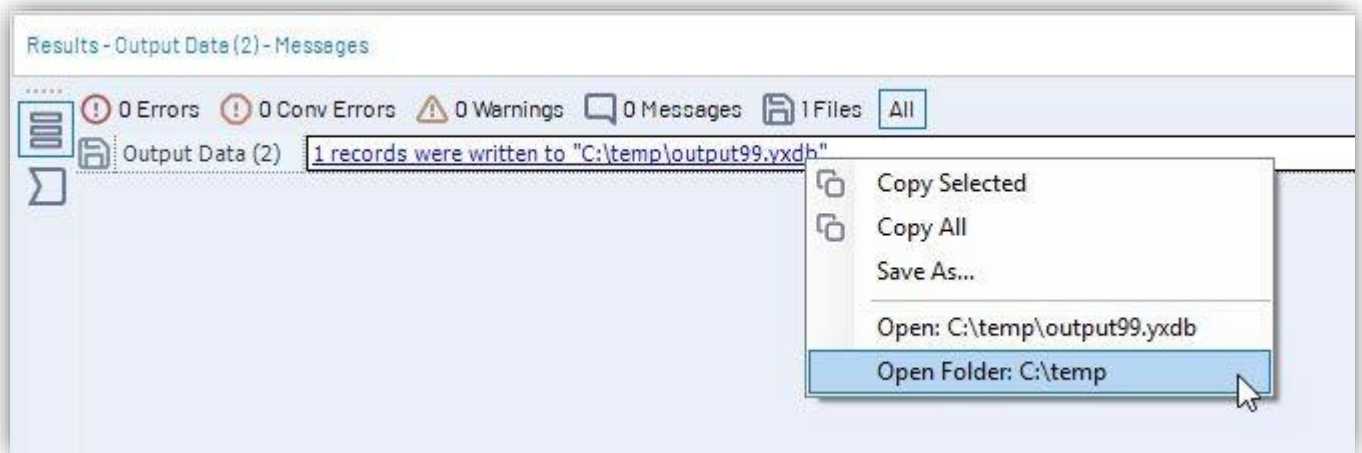 Results - Output Data (2) - Messages
0 Errors 0 Conv Errors 0 Warnings 0 Messages 1 Files All
Output Data (2) 1 records were written to "C:\temp\output99.yxdb"
Copy Selected
Copy All
Save As...
Open: C:\temp\output99.yxdb
Open Folder: C:\temp